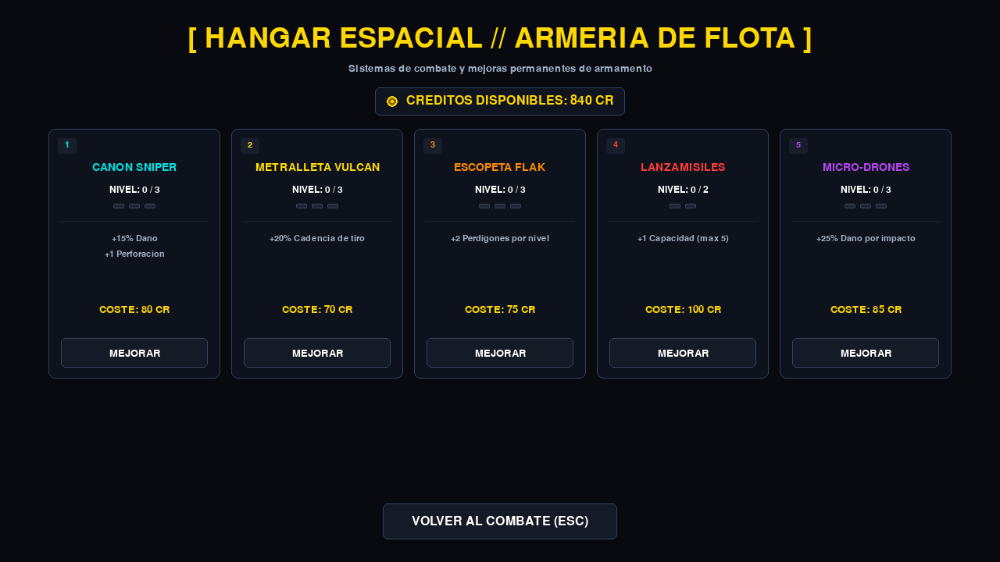 [ HANGAR ESPACIAL // ARMERIA DE FLOTA ]
Sistemas de combate y mejoras permanentes de armamento
CREDITOS DISPONIBLES: 840 CR
1
CANON SNIPER
NIVEL: 0 / 3
+15% Dano
+1 Perforacion
COSTE: 80 CR
MEJORAR
2
METRALLETA VULCAN
NIVEL: 0 / 3
+20% Cadencia de tiro
COSTE: 70 CR
MEJORAR
3
ESCOPETA FLAK
NIVEL: 0 / 3
+2 Perdigones por nivel
COSTE: 75 CR
MEJORAR
4
LANZAMISILES
NIVEL: 0 / 2
+1 Capacidad (max 5)
COSTE: 100 CR
MEJORAR
5
MICRO-DRONES
NIVEL: 0 / 3
+25% Dano por impacto
COSTE: 85 CR
MEJORAR
VOLVER AL COMBATE (ESC)